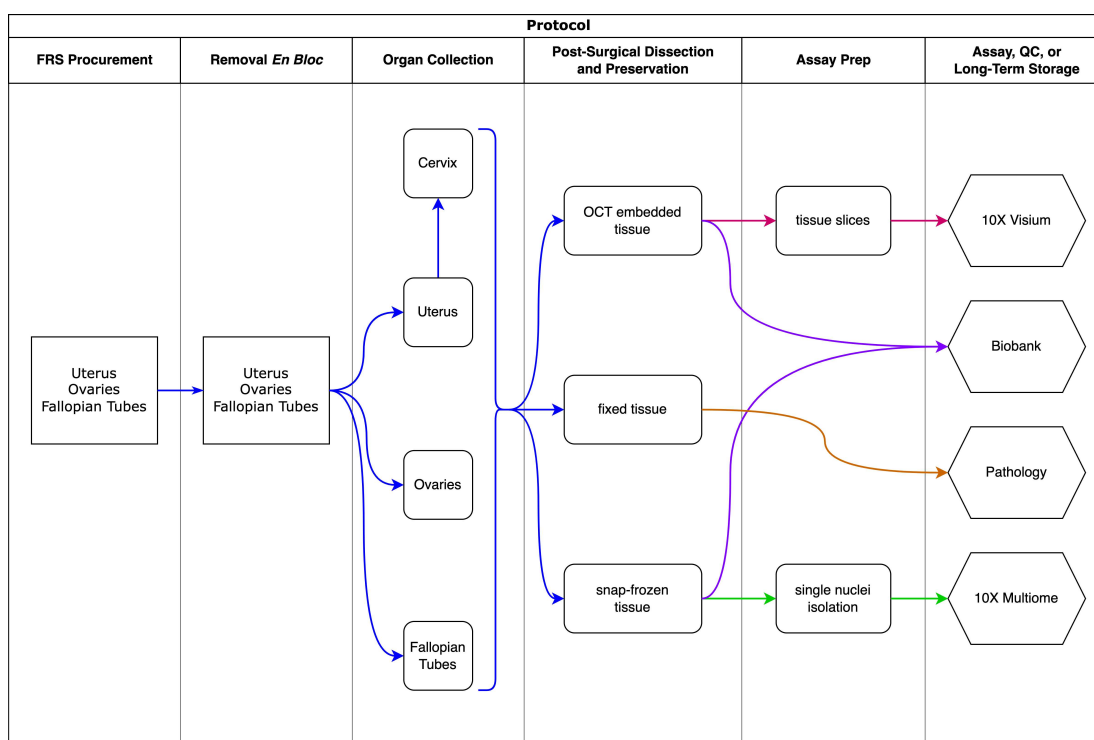 Protocol
FRS Procurement
Removal En Bloc
Organ Collection
Post-Surgical Dissection
and Preservation
Assay Prep
Assay, QC, or
Long-Term Storage
Uterus
Ovaries
Fallopian Tubes
Uterus
Ovaries
Fallopian Tubes
Cervix
Uterus
Ovaries
Fallopian
Tubes
OCT embedded
tissue
fixed tissue
snap-frozen
tissue
tissue slices
single nuclei
isolation
10X Visium
Biobank
Pathology
10X Multiome